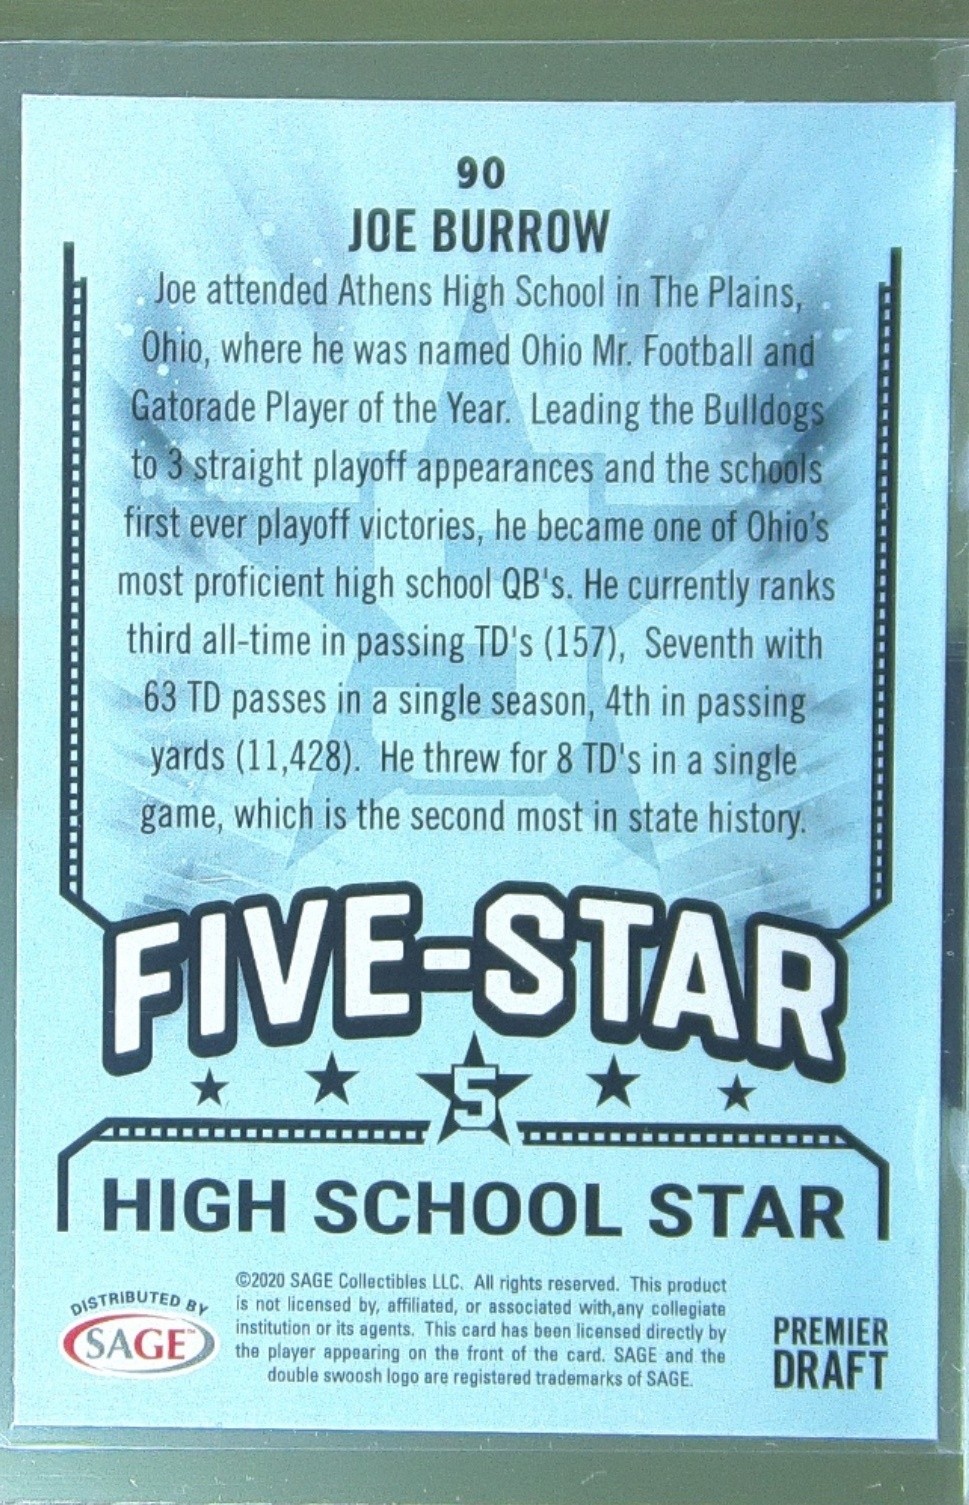 90
JOE BURROW
Joe attended Athens High School in The Plains,
Ohio, where he was named Ohio Mr. Football and
Gatorade Player of the Year.  Leading the Bulldogs
to 3 straight playoff appearances and the schools
first ever playoff victories, he became one of Ohio's
most proficient high school QB's. He currently ranks
third all-time in passing TD's (157),  Seventh with
63 TD passes in a single season, 4th in passing
yards (11,428).  He threw for 8 TD's in a single
game, which is the second most in state history.
FIVE-STAR
5
HIGH SCHOOL STAR
DISTRIBUTED BY
SAGE™
©2020 SAGE Collectibles LLC.  All rights reserved.  This product
is not licensed by, affiliated, or associated with,any collegiate
institution or its agents.  This card has been licensed directly by
the player appearing on the front of the card. SAGE and the
double swoosh logo are registered trademarks of SAGE.
PREMIER
DRAFT